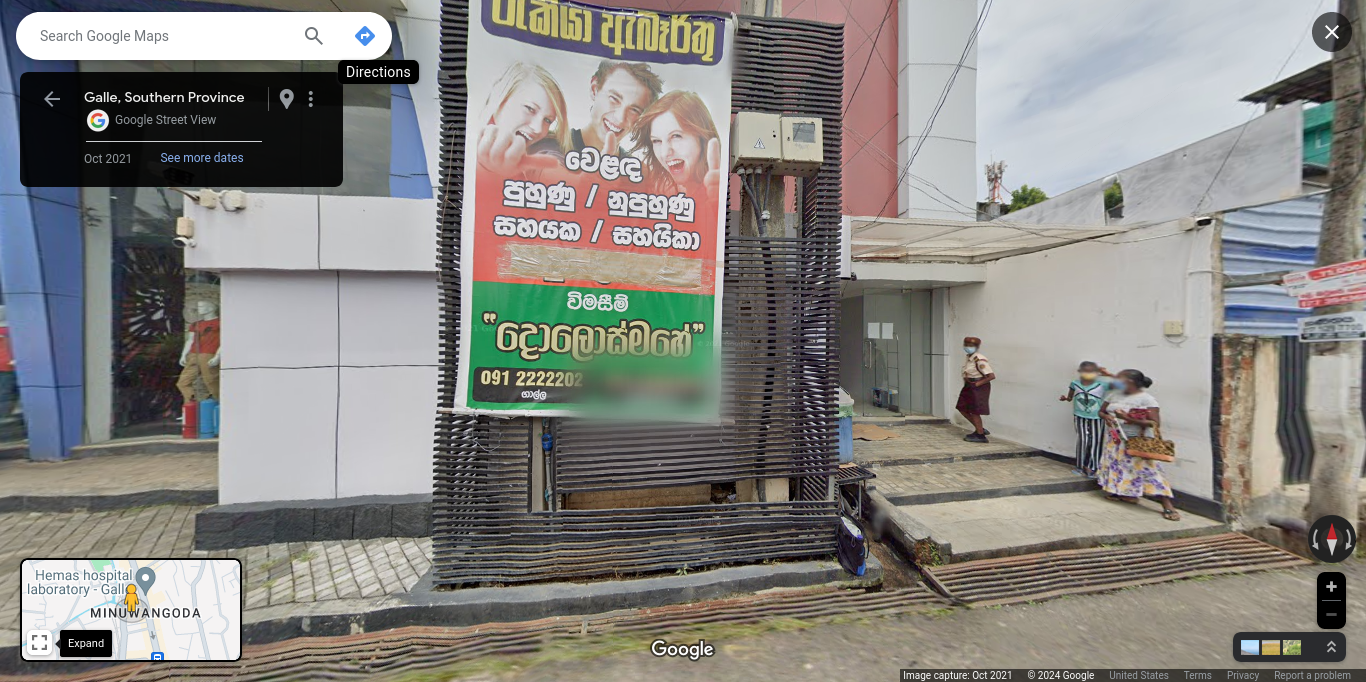 Search Google Maps
Directions
Galle, Southern Province
Google Street View
Oct 2021
See more dates
රැකියා ඇබෑර්තු
වෙළඳ
පුහුණු / නුපුහුණු
සහයක / සහයිකා
විමසීම්
"දොලොස්මහේ"
091 2222202
ගාල්ල
Hemas hospital
laboratory - Galle
MINUWANGODA
Expand
Google
Image capture: Oct 2021
© 2024 Google
United States
Terms
Privacy
Report a problem